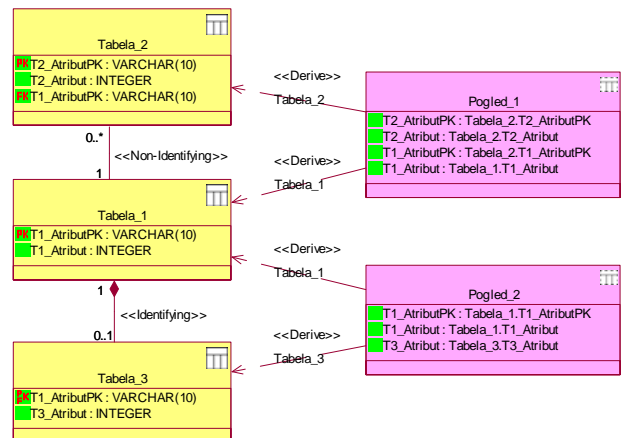 Tabela_2
PK T2_AtributPK : VARCHAR(10)
T2_Atribut : INTEGER
FK T1_AtributPK : VARCHAR(10)
0..*
<<Non-Identifying>>
1
Tabela_1
PK T1_AtributPK : VARCHAR(10)
T1_Atribut : INTEGER
1
<<Identifying>>
0..1
Tabela_3
PK T1_AtributPK : VARCHAR(10)
T3_Atribut : INTEGER
<<Derive>>
Tabela_2
<<Derive>>
Tabela_1
<<Derive>>
Tabela_1
<<Derive>>
Tabela_3
Pogled_1
T2_AtributPK : Tabela_2.T2_AtributPK
T2_Atribut : Tabela_2.T2_Atribut
T1_AtributPK : Tabela_2.T1_AtributPK
T1_Atribut : Tabela_1.T1_Atribut
Pogled_2
T1_AtributPK : Tabela_1.T1_AtributPK
T1_Atribut : Tabela_1.T1_Atribut
T3_Atribut : Tabela_3.T3_Atribut